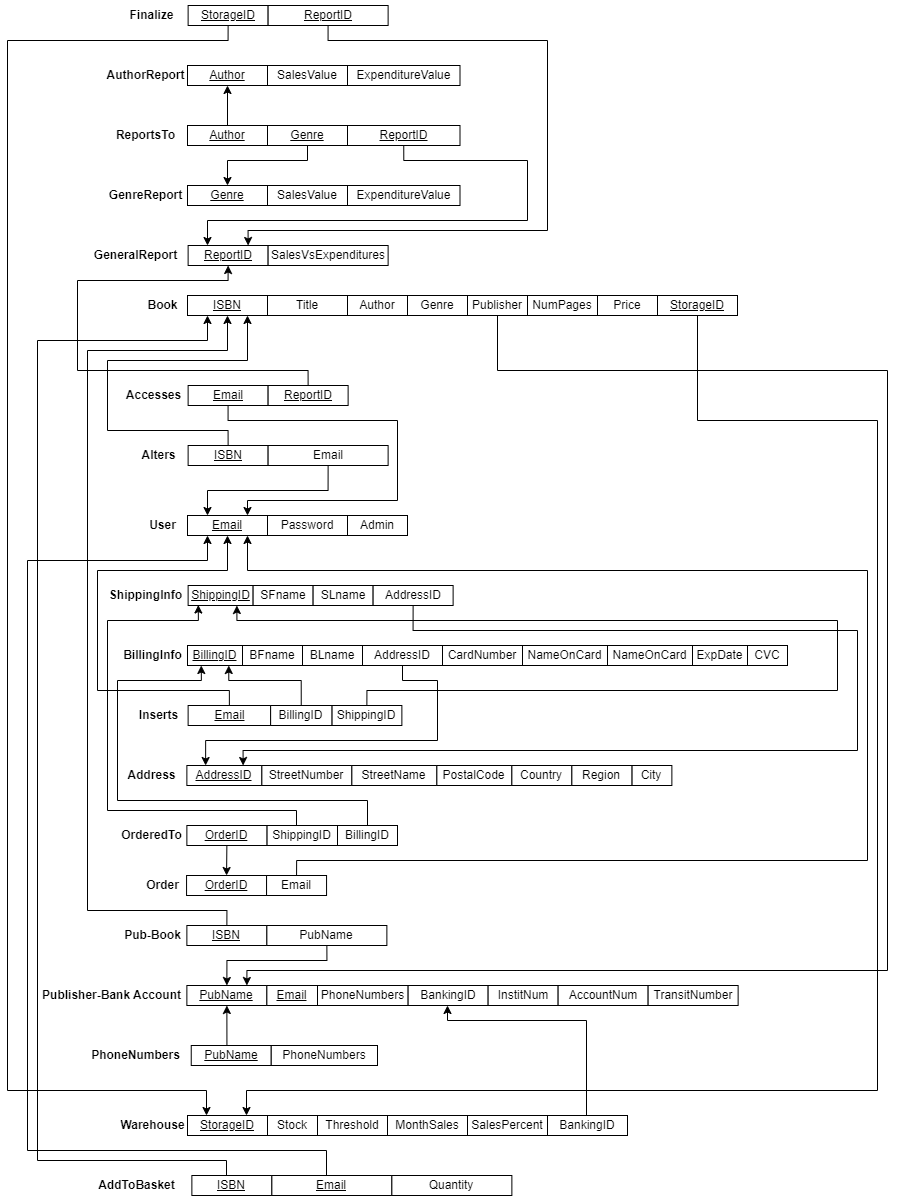 Finalize StorageID ReportID
AuthorReport Author SalesValue ExpenditureValue
ReportsTo Author Genre ReportID
GenreReport Genre SalesValue ExpenditureValue
GeneralReport ReportID SalesVsExpenditures
Book ISBN Title Author Genre Publisher NumPages Price StorageID
Accesses Email ReportID
Alters ISBN Email
User Email Password Admin
ShippingInfo ShippingID SFname SLname AddressID
BillingInfo BillingID BFname BLname AddressID CardNumber NameOnCard NameOnCard ExpDate CVC
Inserts Email BillingID ShippingID
Address AddressID StreetNumber StreetName PostalCode Country Region City
OrderedTo OrderID ShippingID BillingID
Order OrderID Email
Pub-Book ISBN PubName
Publisher-Bank Account PubName Email PhoneNumbers BankingID InstitNum AccountNum TransitNumber
PhoneNumbers PubName PhoneNumbers
Warehouse StorageID Stock Threshold MonthSales SalesPercent BankingID
AddToBasket ISBN Email Quantity